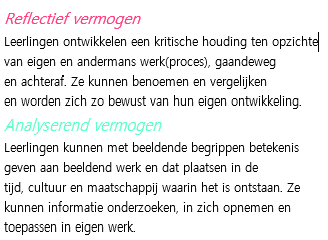 Reflectief vermogen
Leerlingen ontwikkelen een kritische houding ten opzichte
van eigen en andermans werk(proces), gaandeweg
en achteraf. Ze kunnen benoemen en vergelijken
en worden zich zo bewust van hun eigen ontwikkeling.
Analyserend vermogen
Leerlingen kunnen met beeldende begrippen betekenis
geven aan beeldend werk en dat plaatsen in de
tijd, cultuur en maatschappij waarin het is ontstaan. Ze
kunnen informatie onderzoeken, in zich opnemen en
toepassen in eigen werk.